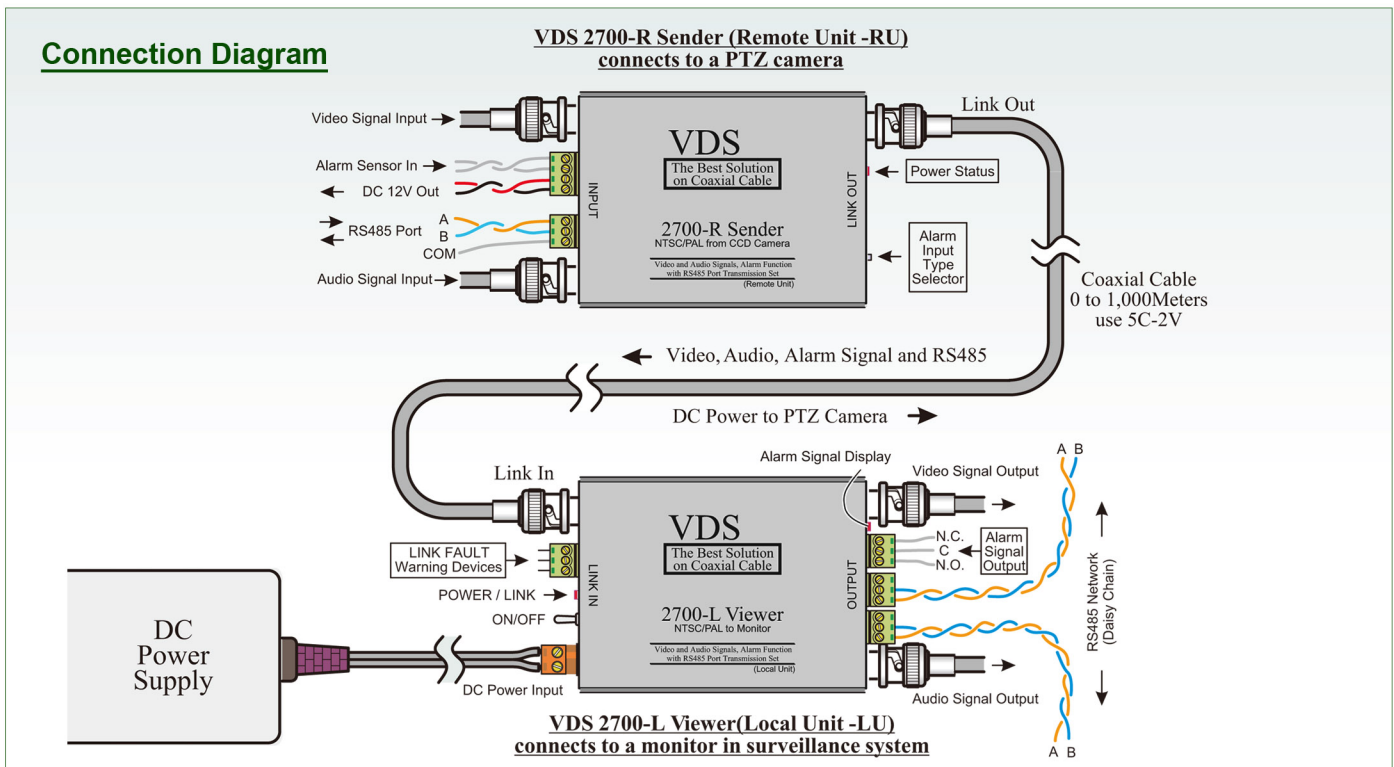 Connection Diagram
VDS 2700-R Sender (Remote Unit -RU)
connects to a PTZ camera
Video Signal Input
Alarm Sensor In
DC 12V Out
RS485 Port
A
B
COM
Audio Signal Input
INPUT
VDS
The Best Solution
on Coaxial Cable
2700-R Sender
NTSC/PAL from CCD Camera
Video and Audio Signals, Alarm Function
with RS485 Port Transmission Set
(Remote Unit)
LINK OUT
Link Out
Power Status
Alarm
Input
Type
Selector
Coaxial Cable
0 to 1,000Meters
use 5C-2V
Video, Audio, Alarm Signal and RS485
DC Power to PTZ Camera
Link In
LINK FAULT
Warning Devices
POWER / LINK
ON/OFF
DC Power Input
DC
Power
Supply
LINK IN
VDS
The Best Solution
on Coaxial Cable
2700-L Viewer
NTSC/PAL to Monitor
Video and Audio Signals, Alarm Function
with RS485 Port Transmission Set
(Local Unit)
OUTPUT
Alarm Signal Display
Video Signal Output
N.C.
C
N.O.
Alarm
Signal
Output
A B
RS485 Network
(Daisy Chain)
Audio Signal Output
A B
VDS 2700-L Viewer(Local Unit -LU)
connects to a monitor in surveillance system